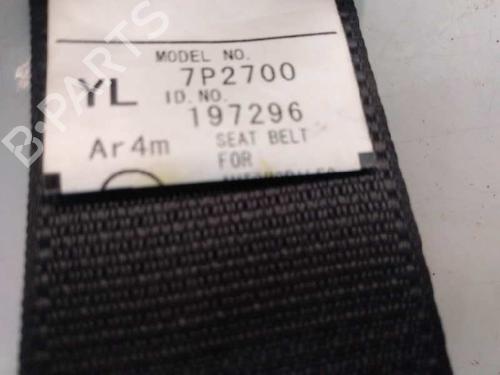 MODEL NO.
YL 7P2700
ID.NO.
197296
Ar4m SEAT BELT
FOR
B-PARTS